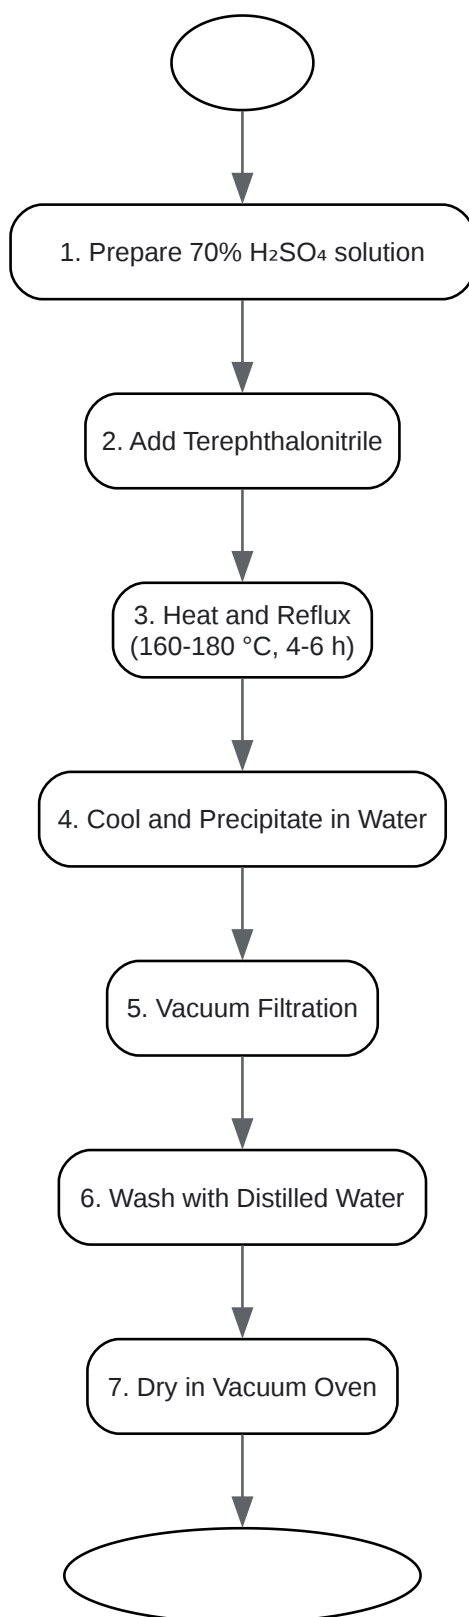 1. Prepare 70% H₂SO₄ solution
2. Add Terephthalonitrile
3. Heat and Reflux
(160-180 °C, 4-6 h)
4. Cool and Precipitate in Water
5. Vacuum Filtration
6. Wash with Distilled Water
7. Dry in Vacuum Oven